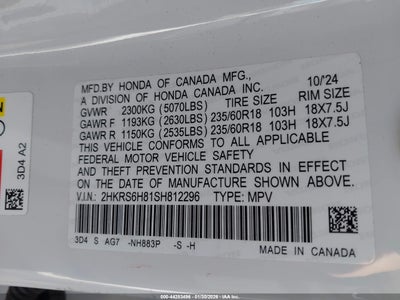 MFD.BY HONDA OF CANADA MFG.,
A DIVISION OF HONDA CANADA INC. 10/'24
GVWR 2300KG (5070LBS) TIRE SIZE RIM SIZE
GAWR F 1193KG (2630LBS) 235/60R18 103H 18X7.5J
GAWR R 1150KG (2535LBS) 235/60R18 103H 18X7.5J
THIS VEHICLE CONFORMS TO ALL APPLICABLE
FEDERAL MOTOR VEHICLE SAFETY
AND THEFT PREVENTION STANDARDS IN EFFECT ON THE
DATE OF MANUFACTURE SHOWN ABOVE.
V.I.N.: 2HKRS6H81SH812296 TYPE: MPV
3D4 S AG7 -NH883P -S -H
MADE IN CANADA
3D4 A2